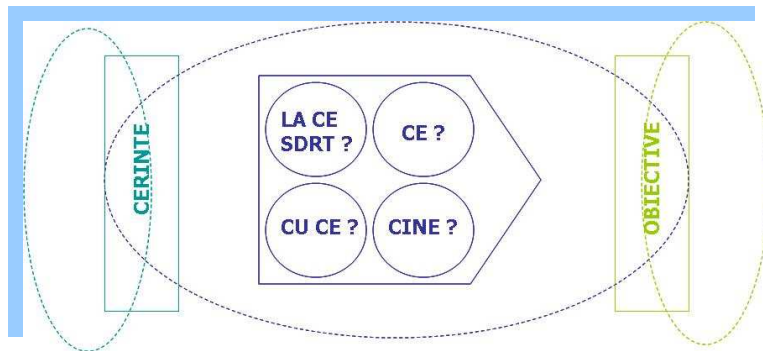 CERINTE
LA CE
SDRT ?
CE ?
CU CE ?
CINE ?
OBIECTIVE